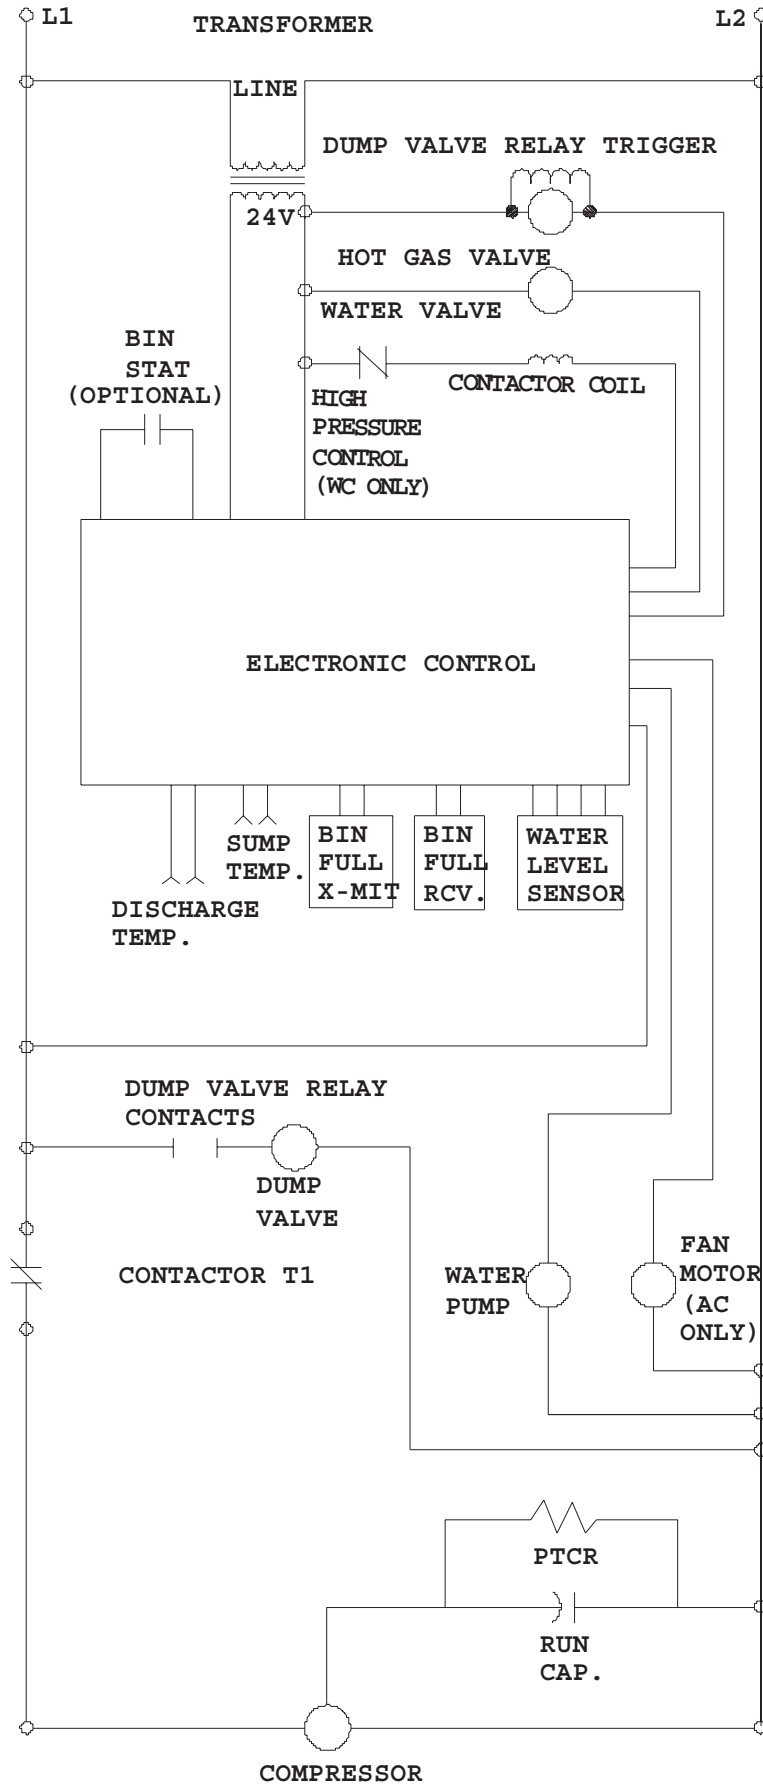 L1
TRANSFORMER
L2
LINE
DUMP VALVE RELAY TRIGGER
24V
HOT GAS VALVE
WATER VALVE
BIN
STAT
(OPTIONAL)
CONTACTOR COIL
HIGH
PRESSURE
CONTROL
(WC ONLY)
ELECTRONIC CONTROL
SUMP
TEMP.
BIN
FULL
X-MIT
BIN
FULL
RCV.
WATER
LEVEL
SENSOR
DISCHARGE
TEMP.
DUMP VALVE RELAY
CONTACTS
DUMP
VALVE
CONTACTOR T1
WATER
PUMP
FAN
MOTOR
(AC
ONLY)
PTCR
RUN
CAP.
COMPRESSOR